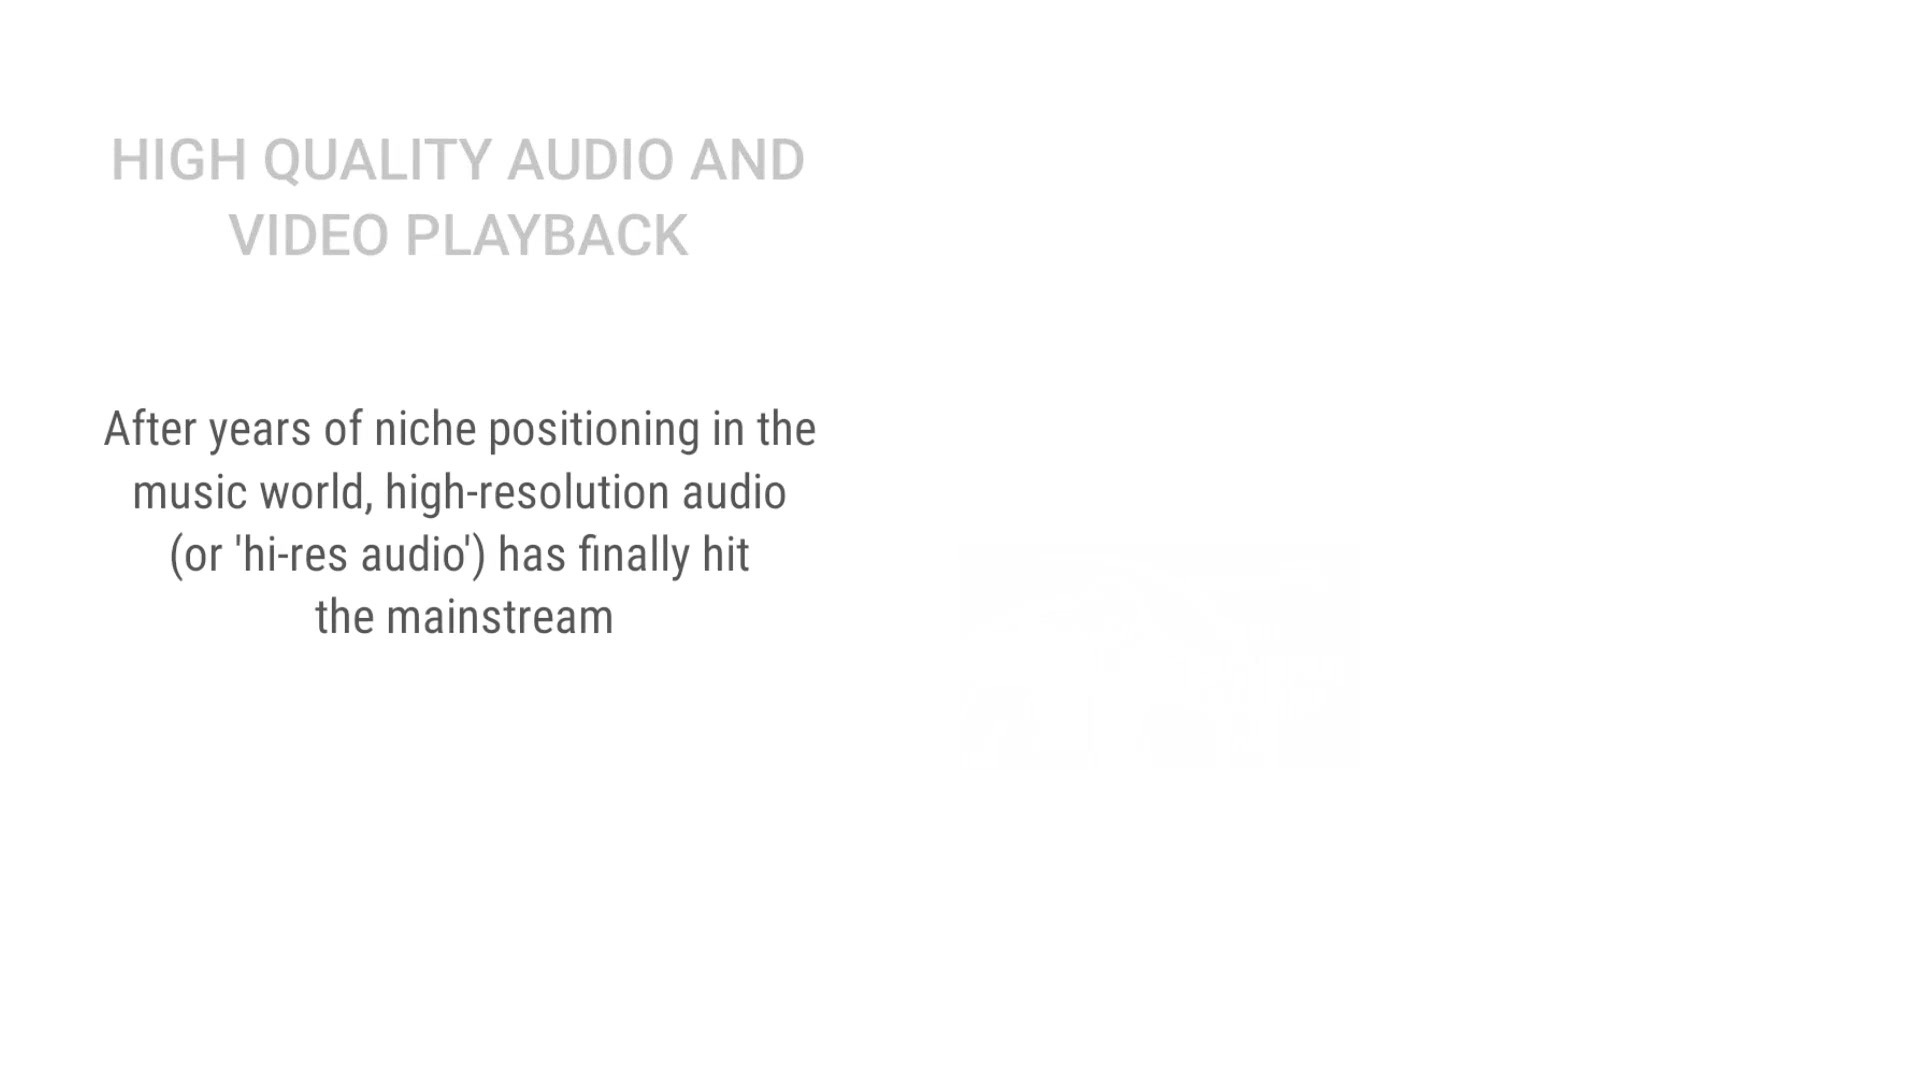 HIGH QUALITY AUDIO AND
VIDEO PLAYBACK
After years of niche positioning in the
music world, high-resolution audio
(or 'hi-res audio') has finally hit
the mainstream